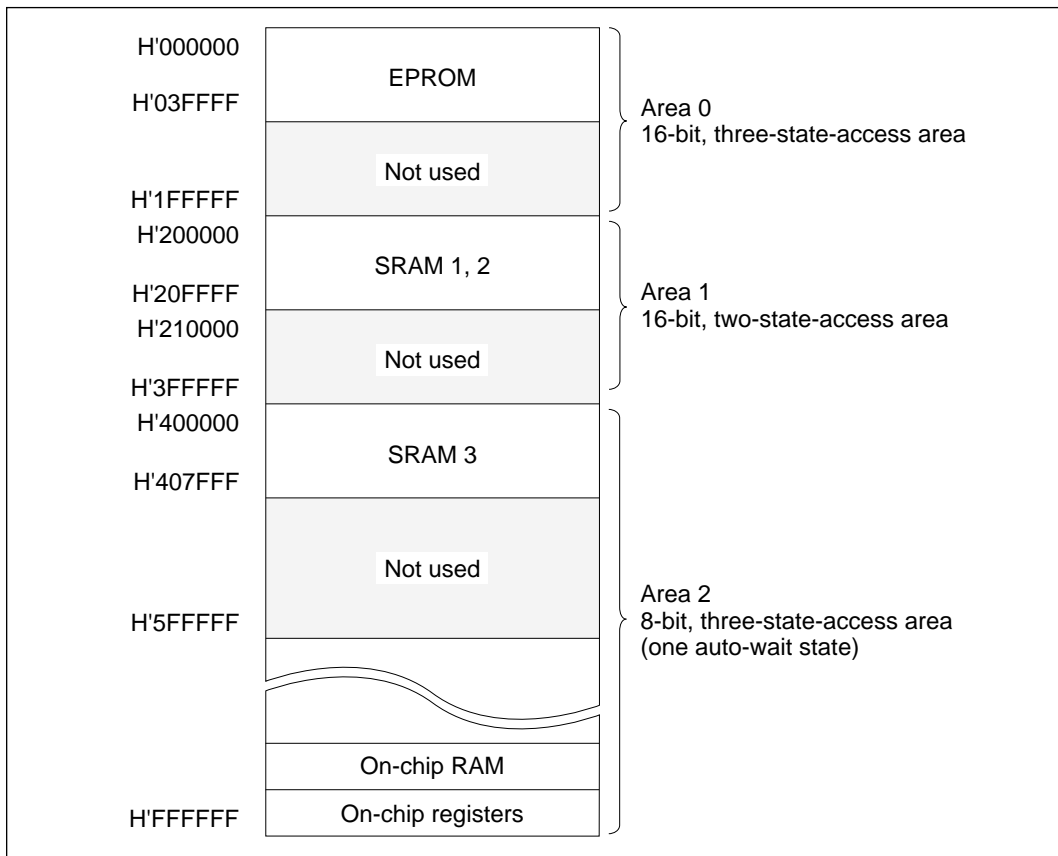 H'000000
EPROM
H'03FFFF
Area 0
16-bit, three-state-access area
Not used
H'1FFFFF
H'200000
SRAM 1, 2
H'20FFFF
Area 1
16-bit, two-state-access area
H'210000
Not used
H'3FFFFF
H'400000
SRAM 3
H'407FFF
Not used
Area 2
8-bit, three-state-access area
(one auto-wait state)
H'5FFFFF
On-chip RAM
On-chip registers
H'FFFFFF